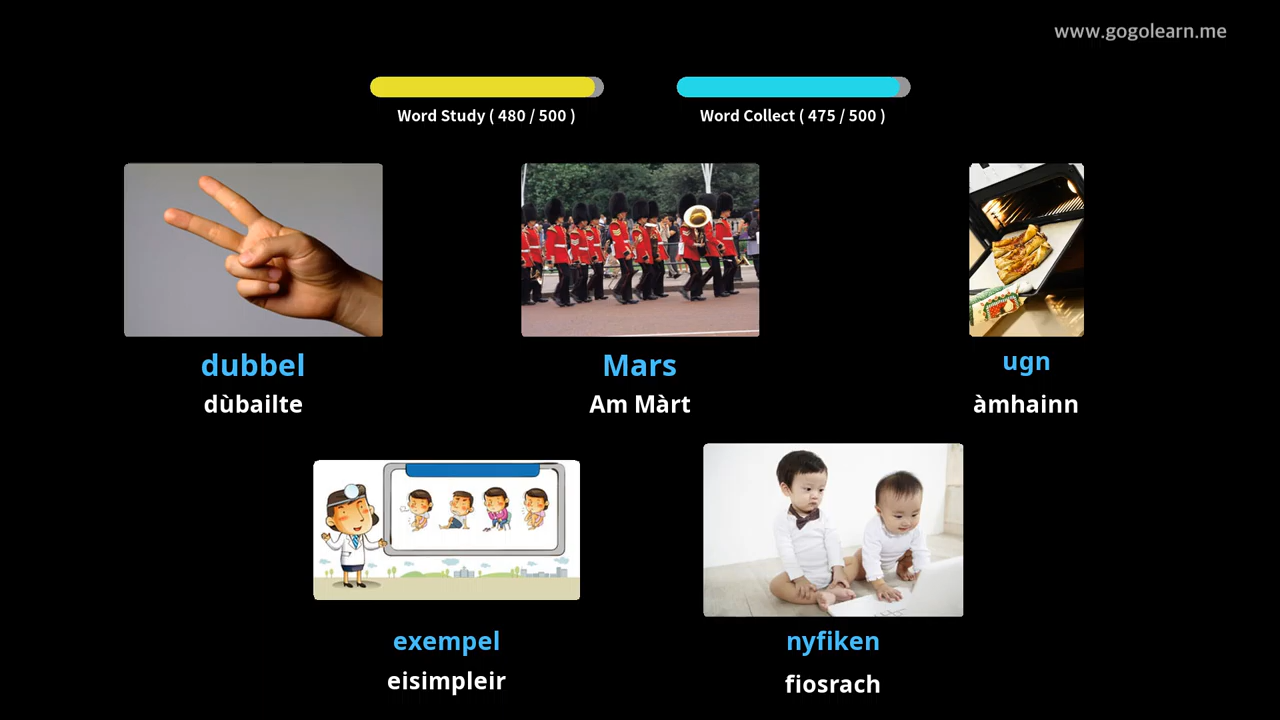 www.gogolearn.me
Word Study ( 480 / 500 )
Word Collect ( 475 / 500 )
dubbel
Mars
ugn
dùbailte
Am Màrt
àmhainn
exempel
nyfiken
eisimpleir
fiosrach